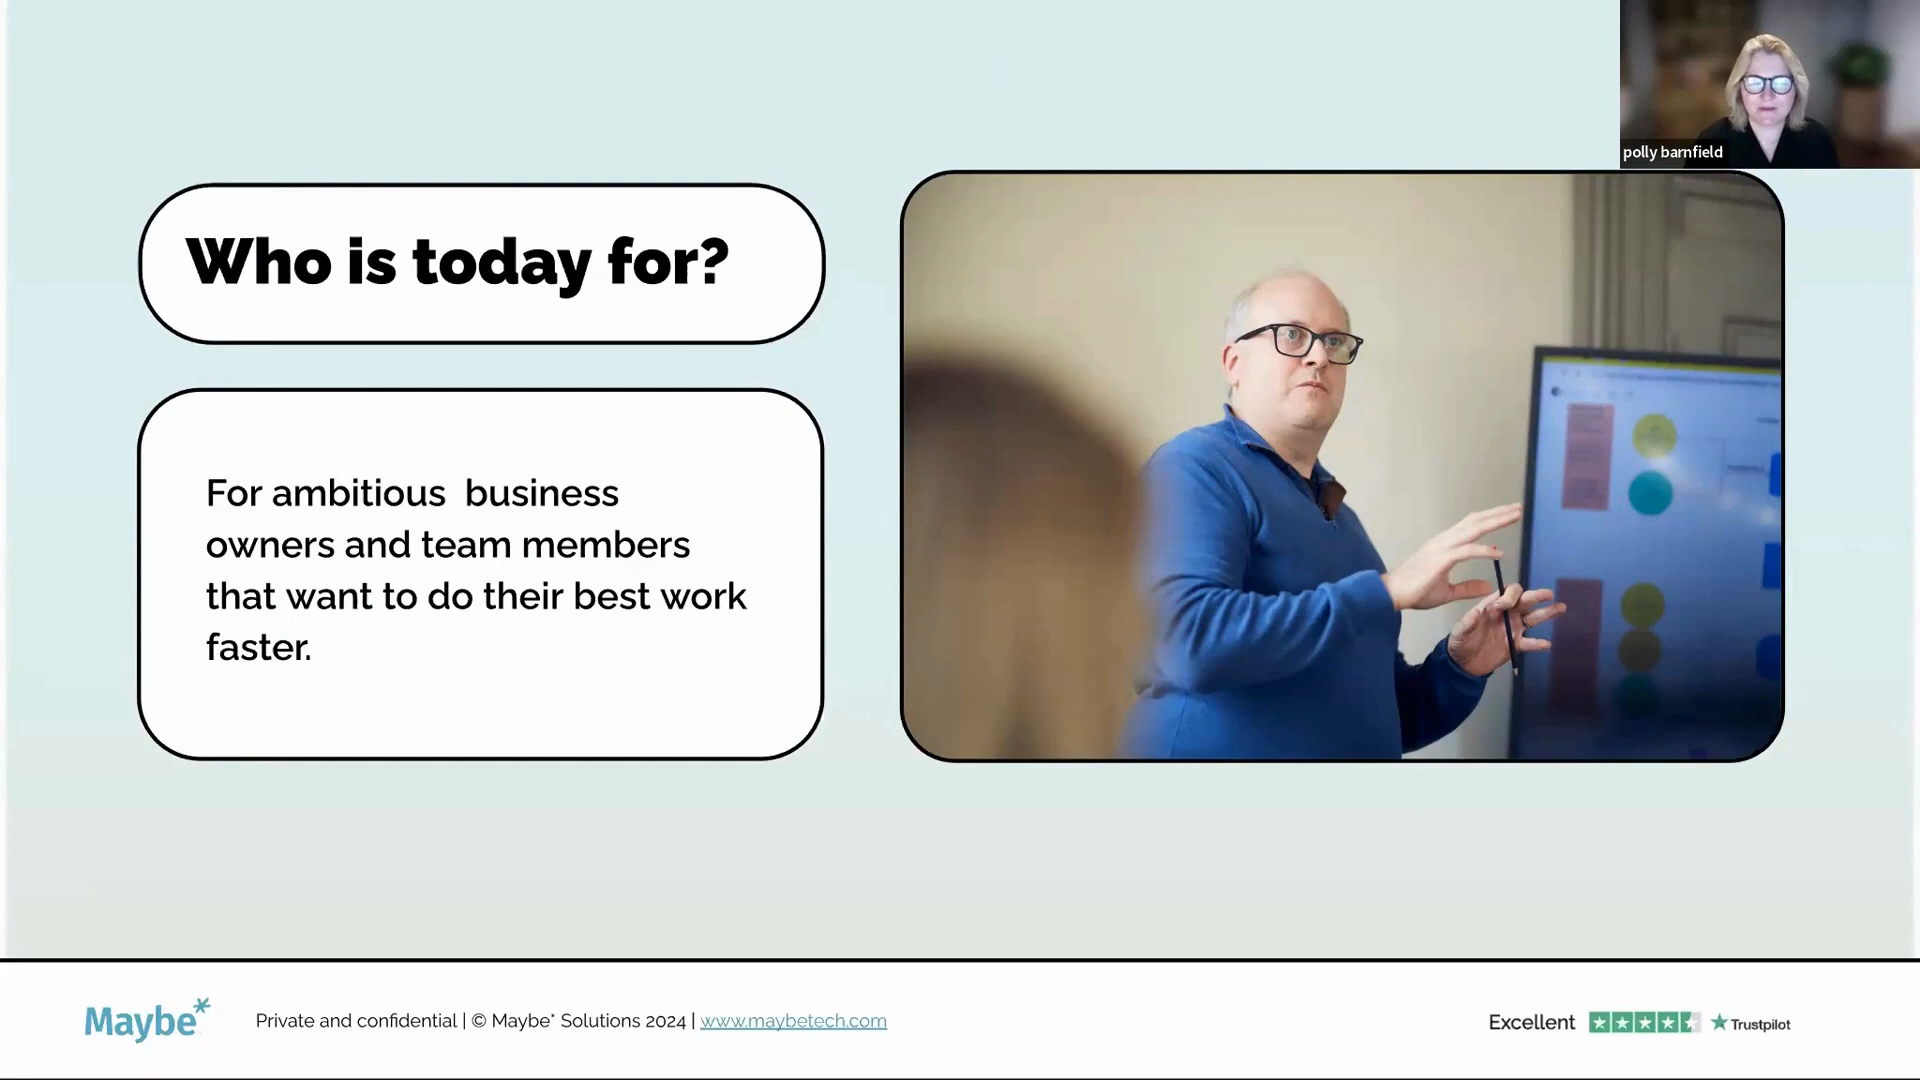 polly barnfield
Who is today for?
For ambitious  business
owners and team members
that want to do their best work
faster.
Maybe*
Private and confidential | © Maybe* Solutions 2024 | www.maybetech.com
Excellent
Trustpilot